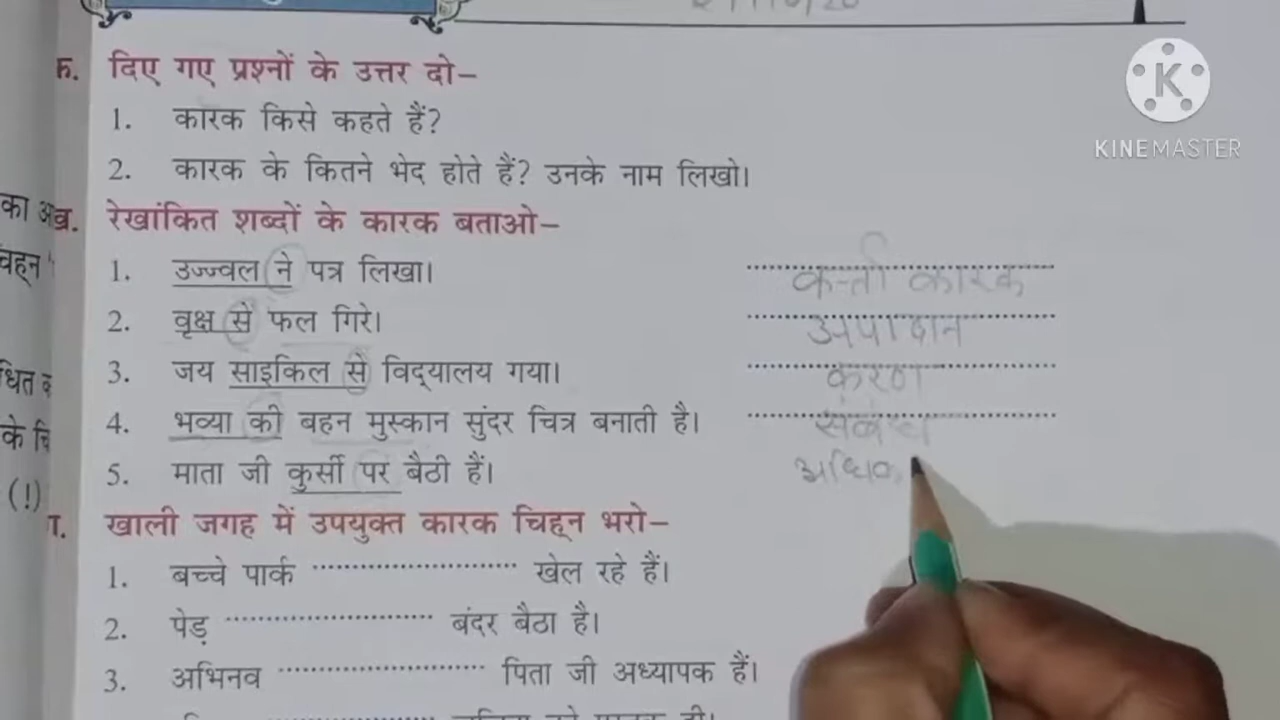 क. दिए गए प्रश्नों के उत्तर दो–
1. कारक किसे कहते हैं?
2. कारक के कितने भेद होते हैं? उनके नाम लिखो।
KINEMASTER
का अ
ख. रेखांकित शब्दों के कारक बताओ–
चिह्न
1. उज्ज्वल ने पत्र लिखा। कर्त्ता कारक
2. वृक्ष से फल गिरे। अपादान
3. जय साइकिल से विद्यालय गया। करण
4. भव्या की बहन मुस्कान सुंदर चित्र बनाती है। संबंध
के चि
5. माता जी कुर्सी पर बैठी हैं। अधिक
(!)
ग. खाली जगह में उपयुक्त कारक चिह्न भरो–
1. बच्चे पार्क ........................ खेल रहे हैं।
2. पेड़ ........................ बंदर बैठा है।
3. अभिनव ........................ पिता जी अध्यापक हैं।